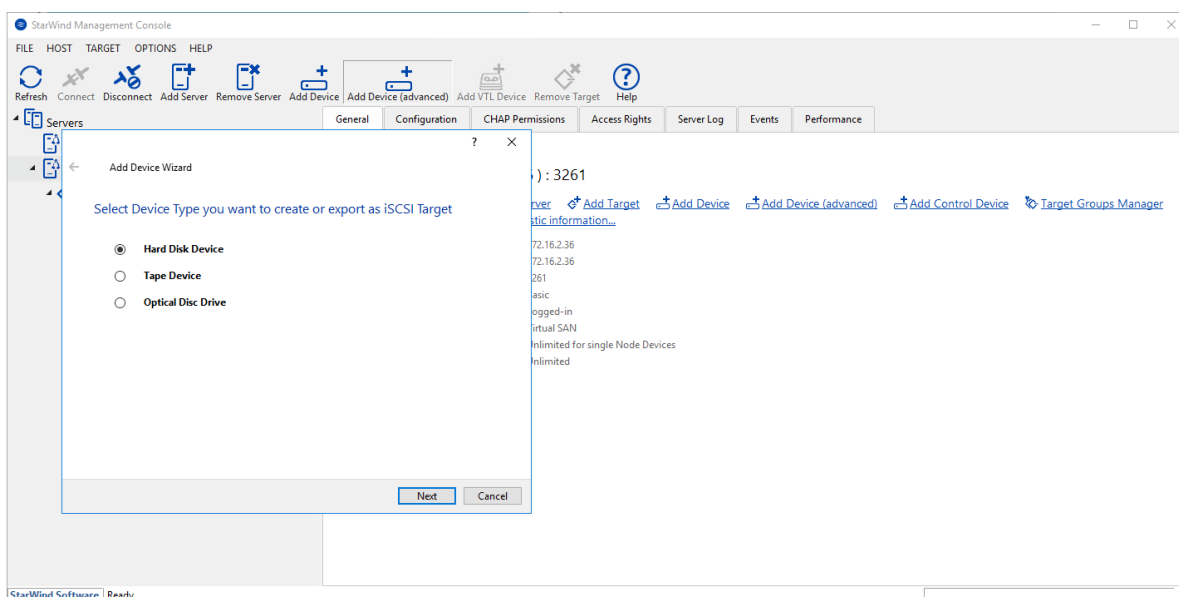 StarWind Management Console
FILE HOST TARGET OPTIONS HELP
Refresh Connect Disconnect Add Server Remove Server Add Device Add Device (advanced) Add VTL Device Remove Target Help
Servers
General Configuration CHAP Permissions Access Rights Server Log Events Performance
? ×
Add Device Wizard
) : 3261
Select Device Type you want to create or export as iSCSI Target
rver Add Target Add Device Add Device (advanced) Add Control Device Target Groups Manager
stic information...
Hard Disk Device
72.16.2.36
72.16.2.36
Tape Device
261
asic
Optical Disc Drive
ogged-in
irtual SAN
nlimited for single Node Devices
nlimited
Next Cancel
StarWind Software Ready